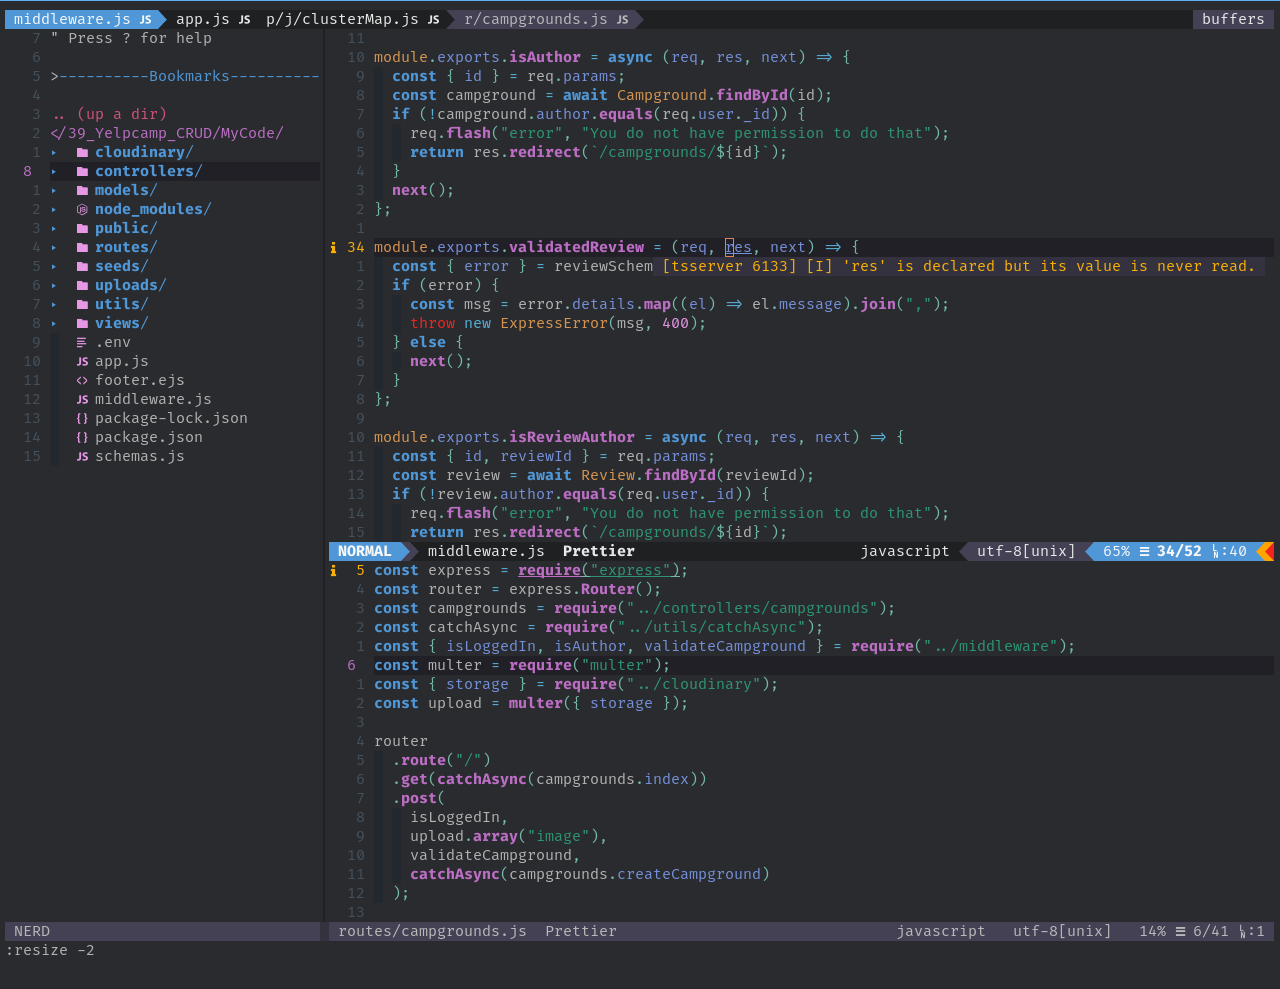 middleware.js JS app.js JS p/j/clusterMap.js JS r/campgrounds.js JS buffers
7 " Press ? for help
6
5 >----------Bookmarks----------
4
3 .. (up a dir)
2 </39_Yelpcamp_CRUD/MyCode/
1 ▸ cloudinary/
8 ▸ controllers/
1 ▸ models/
2 ▸ node_modules/
3 ▸ public/
4 ▸ routes/
5 ▸ seeds/
6 ▸ uploads/
7 ▸ utils/
8 ▸ views/
9 .env
10 JS app.js
11 <> footer.ejs
12 JS middleware.js
13 {} package-lock.json
14 {} package.json
15 JS schemas.js
NERD
11
10 module.exports.isAuthor = async (req, res, next) => {
9 const { id } = req.params;
8 const campground = await Campground.findById(id);
7 if (!campground.author.equals(req.user._id)) {
6 req.flash("error", "You do not have permission to do that");
5 return res.redirect(`/campgrounds/${id}`);
4 }
3 next();
2 };
1
i 34 module.exports.validatedReview = (req, res, next) => {
1 const { error } = reviewSchem [tsserver 6133] [I] 'res' is declared but its value is never read.
2 if (error) {
3 const msg = error.details.map((el) => el.message).join(",");
4 throw new ExpressError(msg, 400);
5 } else {
6 next();
7 }
8 };
9
10 module.exports.isReviewAuthor = async (req, res, next) => {
11 const { id, reviewId } = req.params;
12 const review = await Review.findById(reviewId);
13 if (!review.author.equals(req.user._id)) {
14 req.flash("error", "You do not have permission to do that");
15 return res.redirect(`/campgrounds/${id}`);
NORMAL middleware.js Prettier javascript utf-8[unix] 65% ☰ 34/52 ㏑:40
i 5 const express = require("express");
4 const router = express.Router();
3 const campgrounds = require("../controllers/campgrounds");
2 const catchAsync = require("../utils/catchAsync");
1 const { isLoggedIn, isAuthor, validateCampground } = require("../middleware");
6 const multer = require("multer");
1 const { storage } = require("../cloudinary");
2 const upload = multer({ storage });
3
4 router
5 .route("/")
6 .get(catchAsync(campgrounds.index))
7 .post(
8 isLoggedIn,
9 upload.array("image"),
10 validateCampground,
11 catchAsync(campgrounds.createCampground)
12 );
13
routes/campgrounds.js Prettier javascript utf-8[unix] 14% ☰ 6/41 ㏑:1
:resize -2